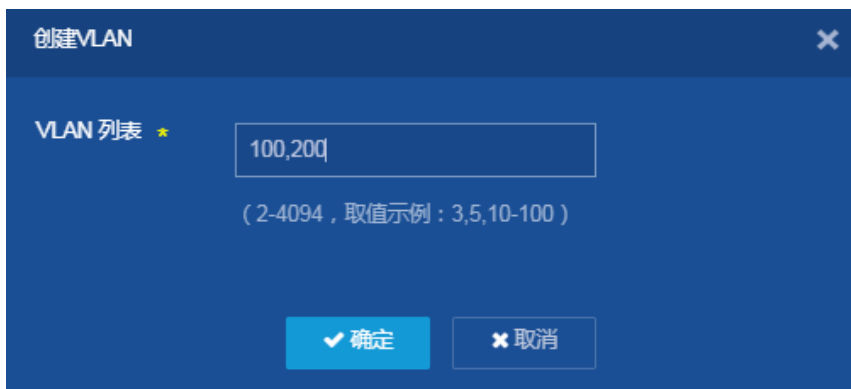 创建VLAN
VLAN 列表 *
100,200
（2-4094，取值示例：3,5,10-100）
确定
取消